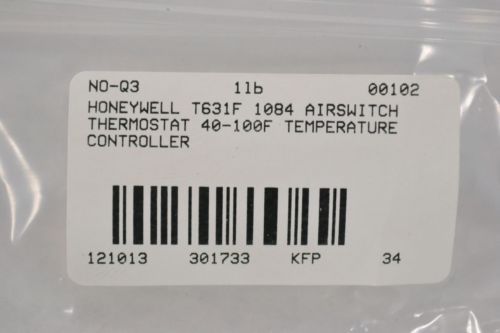 NO-Q3 1lb 00102
HONEYWELL T631F 1084 AIRSWITCH
THERMOSTAT 40-100F TEMPERATURE
CONTROLLER
121013 301733 KFP 34